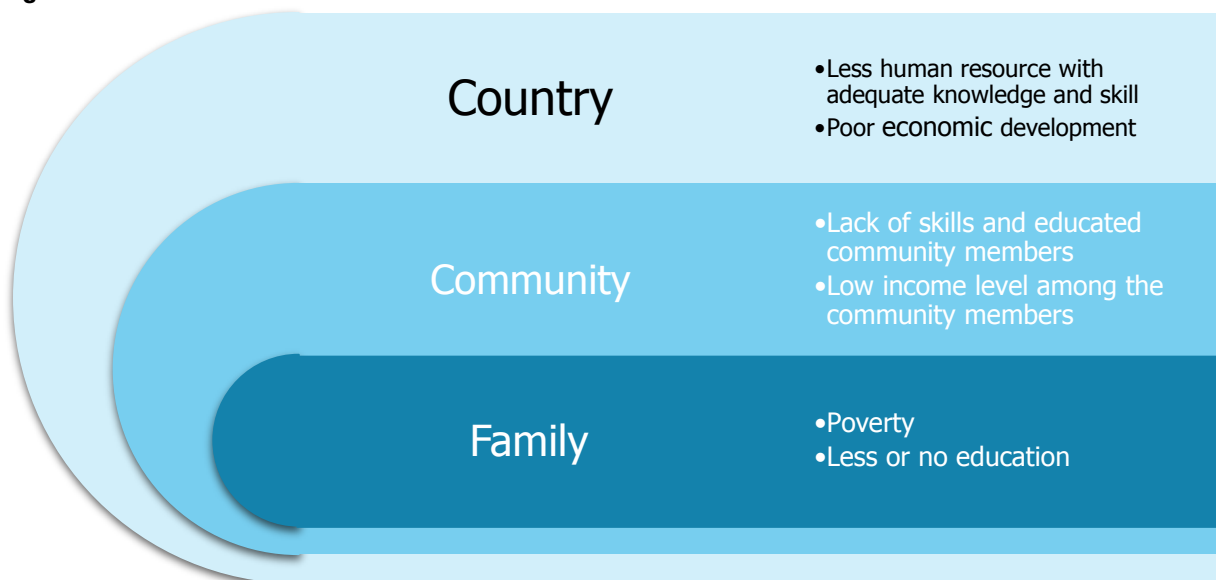 Country
•Less human resource with
adequate knowledge and skill
•Poor economic development
Community
•Lack of skills and educated
community members
•Low income level among the
community members
Family
•Poverty
•Less or no education